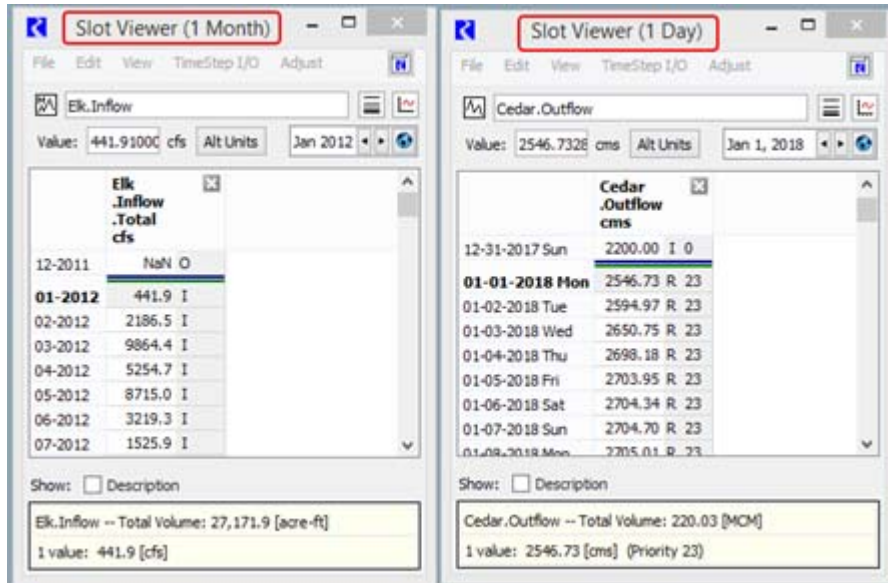 Slot Viewer (1 Month)
File Edit View TimeStep I/O Adjust
Elk.Inflow
Value: 441.9100C cfs Alt Units Jan 2012
Elk
.Inflow
.Total
cfs
12-2011 NaN O
01-2012 441.9 I
02-2012 2186.5 I
03-2012 9864.4 I
04-2012 5254.7 I
05-2012 8715.0 I
06-2012 3219.3 I
07-2012 1525.9 I
Show: Description
Elk.Inflow -- Total Volume: 27,171.9 [acre-ft]
1 value: 441.9 [cfs]
Slot Viewer (1 Day)
File Edit View TimeStep I/O Adjust
Cedar.Outflow
Value: 2546.7328 cms Alt Units Jan 1, 2018
Cedar
.Outflow
cms
12-31-2017 Sun 2200.00 I 0
01-01-2018 Mon 2546.73 R 23
01-02-2018 Tue 2594.97 R 23
01-03-2018 Wed 2650.75 R 23
01-04-2018 Thu 2698.18 R 23
01-05-2018 Fri 2703.95 R 23
01-06-2018 Sat 2704.34 R 23
01-07-2018 Sun 2704.70 R 23
01-08-2018 Mon 2705.01 R 23
Show: Description
Cedar.Outflow -- Total Volume: 220.03 [MCM]
1 value: 2546.73 [cms] (Priority 23)